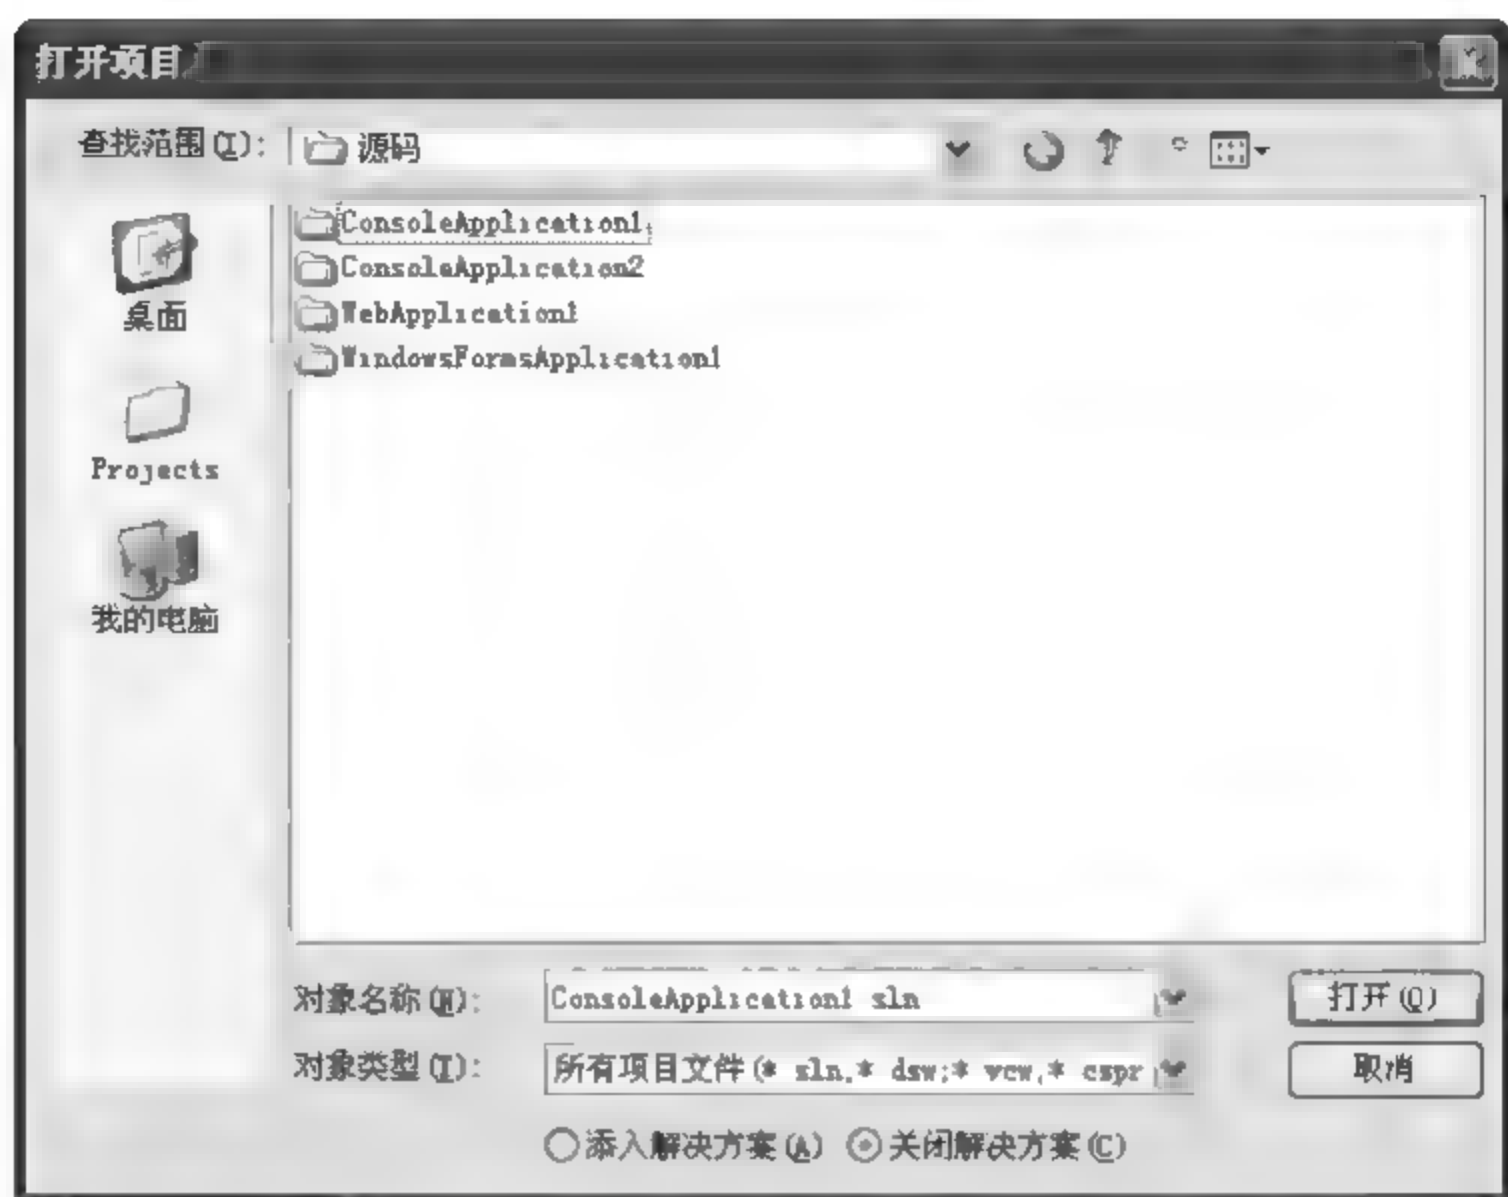 打开项目
查找范围(I):
源码
ConsoleApplication1
ConsoleApplication2
WebApplication1
WindowsFormsApplication1
桌面
Projects
我的电脑
对象名称(N):
ConsoleApplication1 sln
打开(O)
对象类型(T):
所有项目文件(* sln,* dsw;* vcw,* cspr
取消
添入解决方案(A)
关闭解决方案(C)